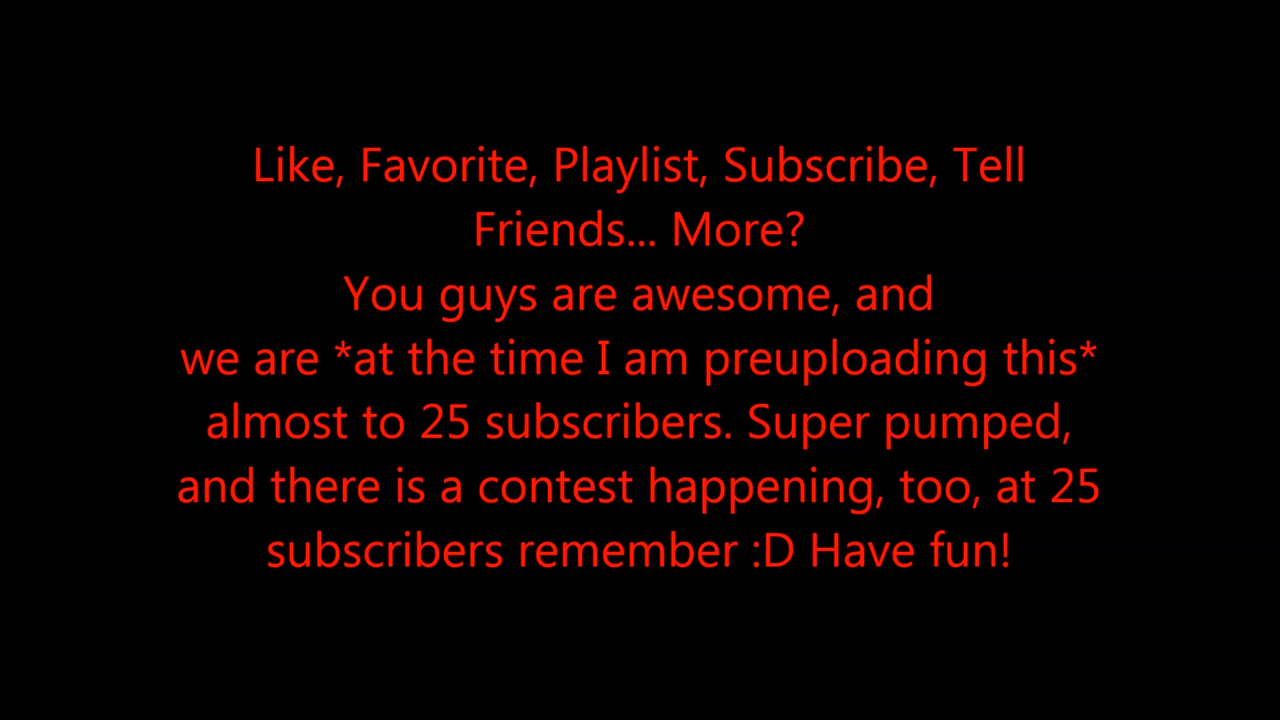 Like, Favorite, Playlist, Subscribe, Tell
Friends... More?
You guys are awesome, and
we are *at the time I am preuploading this*
almost to 25 subscribers. Super pumped,
and there is a contest happening, too, at 25
subscribers remember :D Have fun!